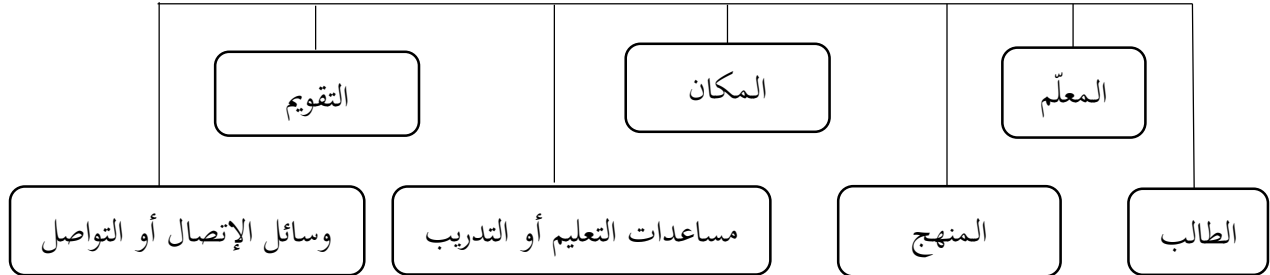 المعلّم
المكان
التقويم
الطالب
المنهج
مساعدات التعليم أو التدريب
وسائل الإتصال أو التواصل